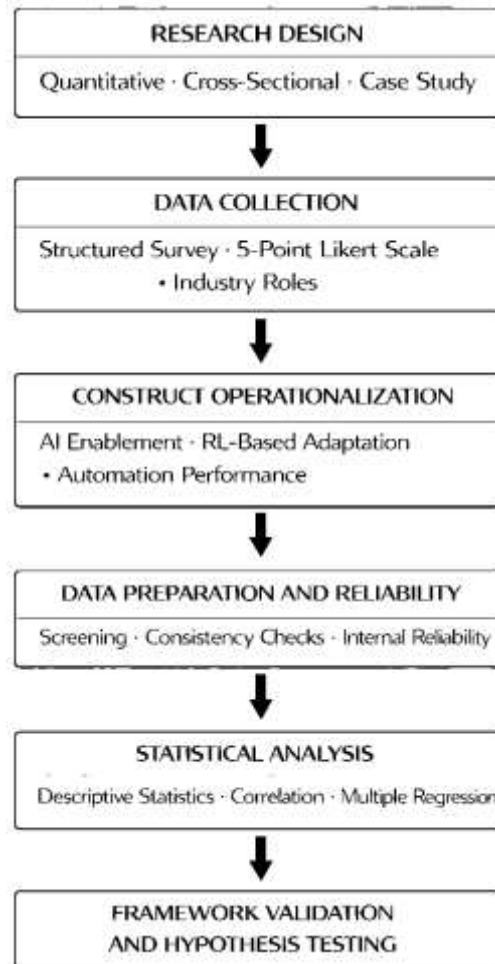 RESEARCH DESIGN
Quantitative · Cross-Sectional · Case Study
DATA COLLECTION
Structured Survey · 5-Point Likert Scale
• Industry Roles
CONSTRUCT OPERATIONALIZATION
AI Enablement · RL-Based Adaptation
• Automation Performance
DATA PREPARATION AND RELIABILITY
Screening · Consistency Checks · Internal Reliability
STATISTICAL ANALYSIS
Descriptive Statistics · Correlation · Multiple Regression
FRAMEWORK VALIDATION
AND HYPOTHESIS TESTING